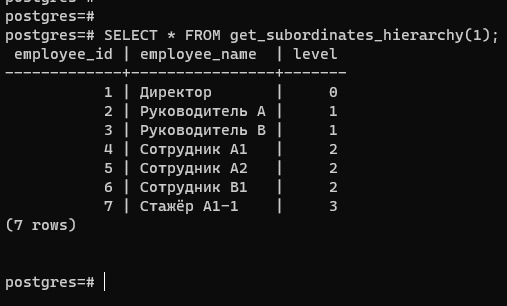 postgres=#
postgres=#
postgres=# SELECT * FROM get_subordinates_hierarchy(1);
 employee_id | employee_name  | level
-------------+----------------+-------
           1 | Директор       |     0
           2 | Руководитель A |     1
           3 | Руководитель B |     1
           4 | Сотрудник A1   |     2
           5 | Сотрудник A2   |     2
           6 | Сотрудник B1   |     2
           7 | Стажёр A1-1    |     3
(7 rows)
postgres=#